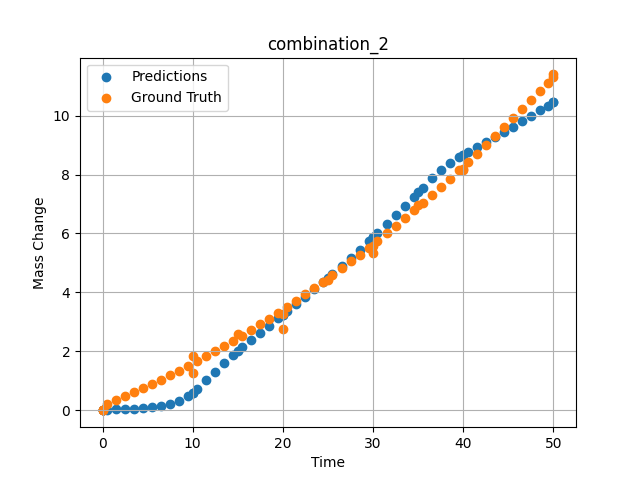 combination_2
Predictions
Ground Truth
Mass Change
10
8
6
4
2
0
0 10 20 30 40 50
Time